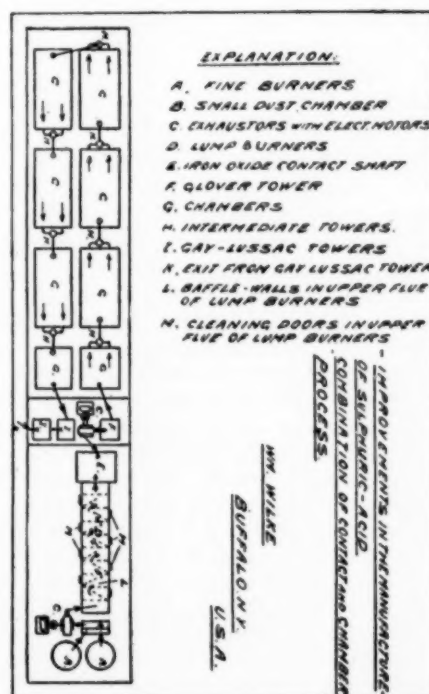 EXPLANATION:
A. FINE BURNERS
B. SMALL DUST CHAMBER
C. EXHAUSTORS WITH ELECT. MOTORS
D. LUMP BURNERS
E. IRON OXIDE CONTACT SHAFT
F. GLOVER TOWER
G. CHAMBERS
H. INTERMEDIATE TOWERS.
I. GAY-LUSSAC TOWERS
K. EXIT FROM GAY LUSSAC TOWER
L. BAFFLE-WALLS IN UPPER FLUE
OF LUMP BURNERS
M. CLEANING DOORS IN UPPER
FLUE OF LUMP BURNERS
- IMPROVEMENTS IN THE MANUFACTURE-
OF SULPHURIC-ACID
COMBINATION OF CONTACT AND CHAMBER
PROCESS
WM. WILKE
BUFFALO N.Y.
U.S.A.